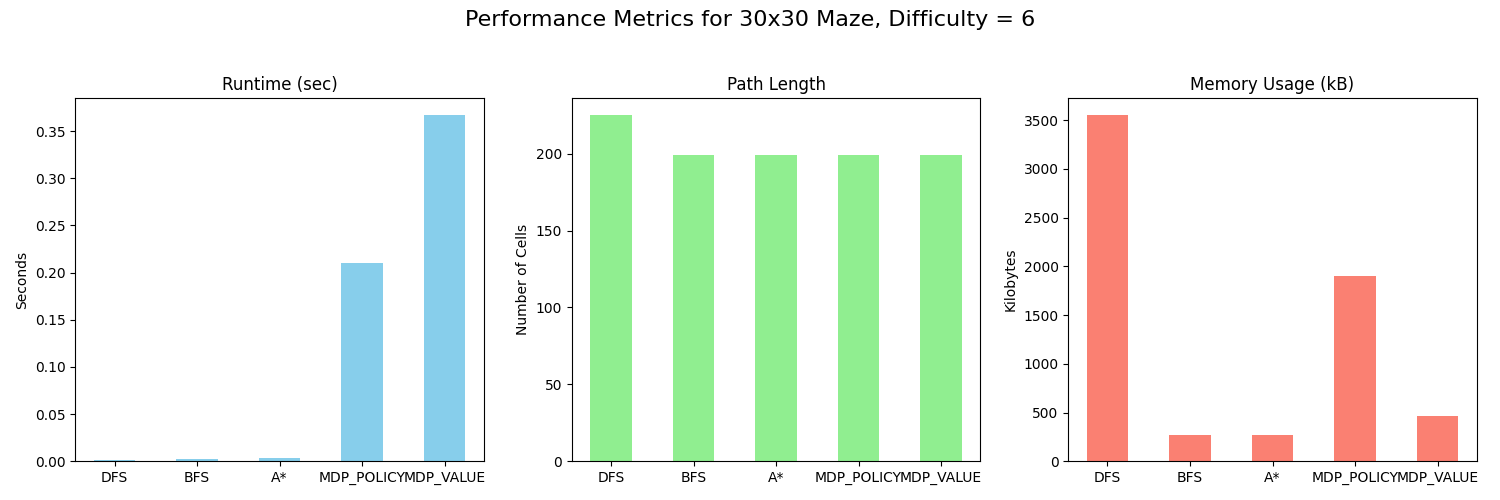 Performance Metrics for 30x30 Maze, Difficulty = 6
Runtime (sec)
Seconds
0.35
0.30
0.25
0.20
0.15
0.10
0.05
0.00
DFS BFS A* MDP_POLICY MDP_VALUE
Path Length
Number of Cells
200
150
100
50
0
DFS BFS A* MDP_POLICY MDP_VALUE
Memory Usage (kB)
Kilobytes
3500
3000
2500
2000
1500
1000
500
0
DFS BFS A* MDP_POLICY MDP_VALUE